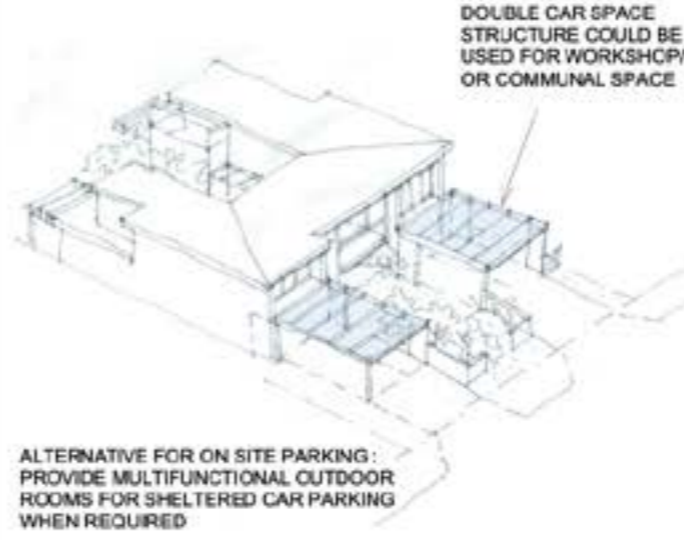 DOUBLE CAR SPACE
STRUCTURE COULD BE
USED FOR WORKSHOP/
OR COMMUNAL SPACE
ALTERNATIVE FOR ON SITE PARKING :
PROVIDE MULTIFUNCTIONAL OUTDOOR
ROOMS FOR SHELTERED CAR PARKING
WHEN REQUIRED